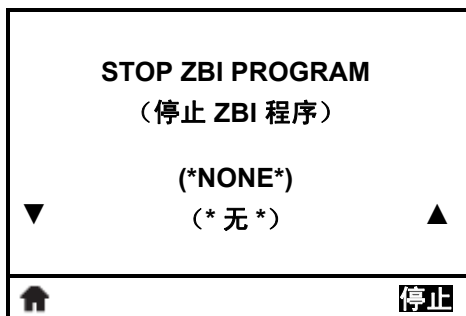 STOP ZBI PROGRAM
（停止 ZBI 程序）
(*NONE*)
（* 无 *）
停止